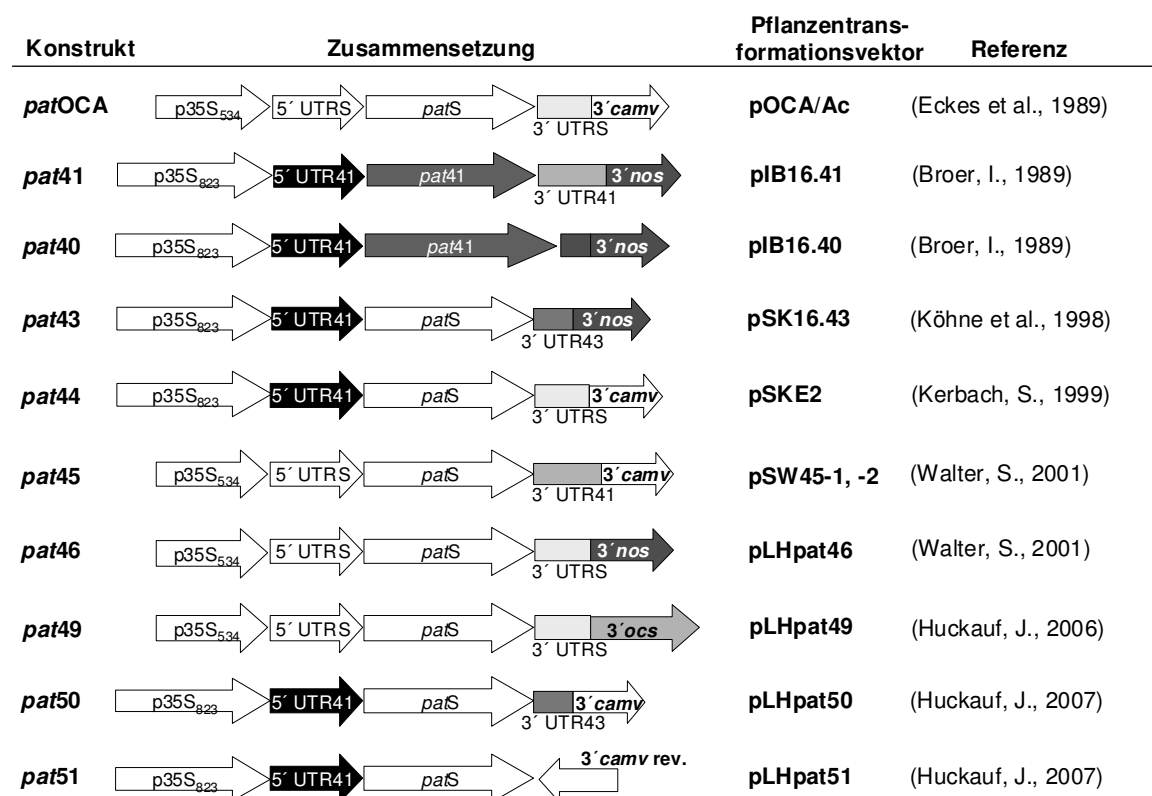 Konstrukt Zusammensetzung Pflanzentrans-
formationsvektor Referenz
patOCA p35S534 5´ UTRS patS 3´camv pOCA/Ac (Eckes et al., 1989)
3´ UTRS
pat41 p35S823 5´ UTR41 pat41 3´nos pIB16.41 (Broer, I., 1989)
3´ UTR41
pat40 p35S823 5´ UTR41 pat41 3´nos pIB16.40 (Broer, I., 1989)
pat43 p35S823 5´ UTR41 patS 3´nos pSK16.43 (Köhne et al., 1998)
3´ UTR43
pat44 p35S823 5´ UTR41 patS 3´camv pSKE2 (Kerbach, S., 1999)
3´ UTRS
pat45 p35S534 5´ UTRS patS 3´camv pSW45-1, -2 (Walter, S., 2001)
3´ UTR41
pat46 p35S534 5´ UTRS patS 3´nos pLHpat46 (Walter, S., 2001)
3´ UTRS
pat49 p35S534 5´ UTRS patS 3´ocs pLHpat49 (Huckauf, J., 2006)
3´ UTRS
pat50 p35S823 5´ UTR41 patS 3´camv pLHpat50 (Huckauf, J., 2007)
3´ UTR43
3´camv rev.
pat51 p35S823 5´ UTR41 patS pLHpat51 (Huckauf, J., 2007)